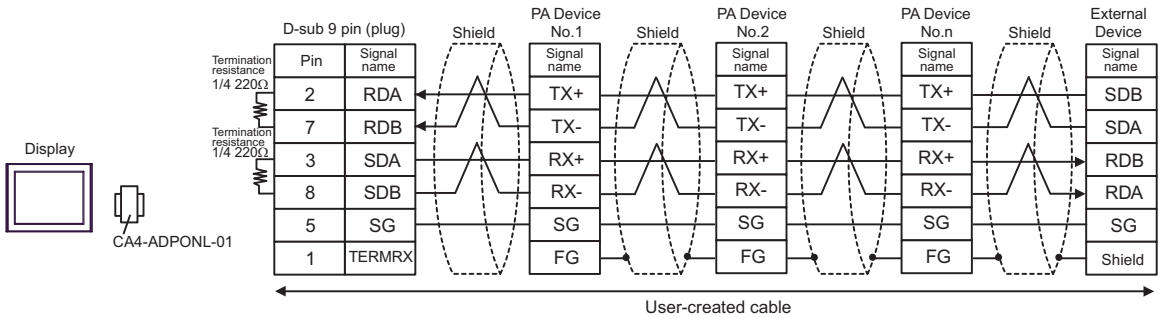 D-sub 9 pin (plug)
Shield
PA Device
No.1
Shield
PA Device
No.2
Shield
PA Device
No.n
Shield
External
Device
Termination
resistance
1/4 220Ω
Pin
Signal
name
Signal
name
Signal
name
Signal
name
Signal
name
2 RDA TX+ TX+ TX+ SDB
7 RDB TX- TX- TX- SDA
Termination
resistance
1/4 220Ω
3 SDA RX+ RX+ RX+ RDB
8 SDB RX- RX- RX- RDA
5 SG SG SG SG SG
1 TERMRX FG FG FG Shield
Display
CA4-ADPONL-01
User-created cable